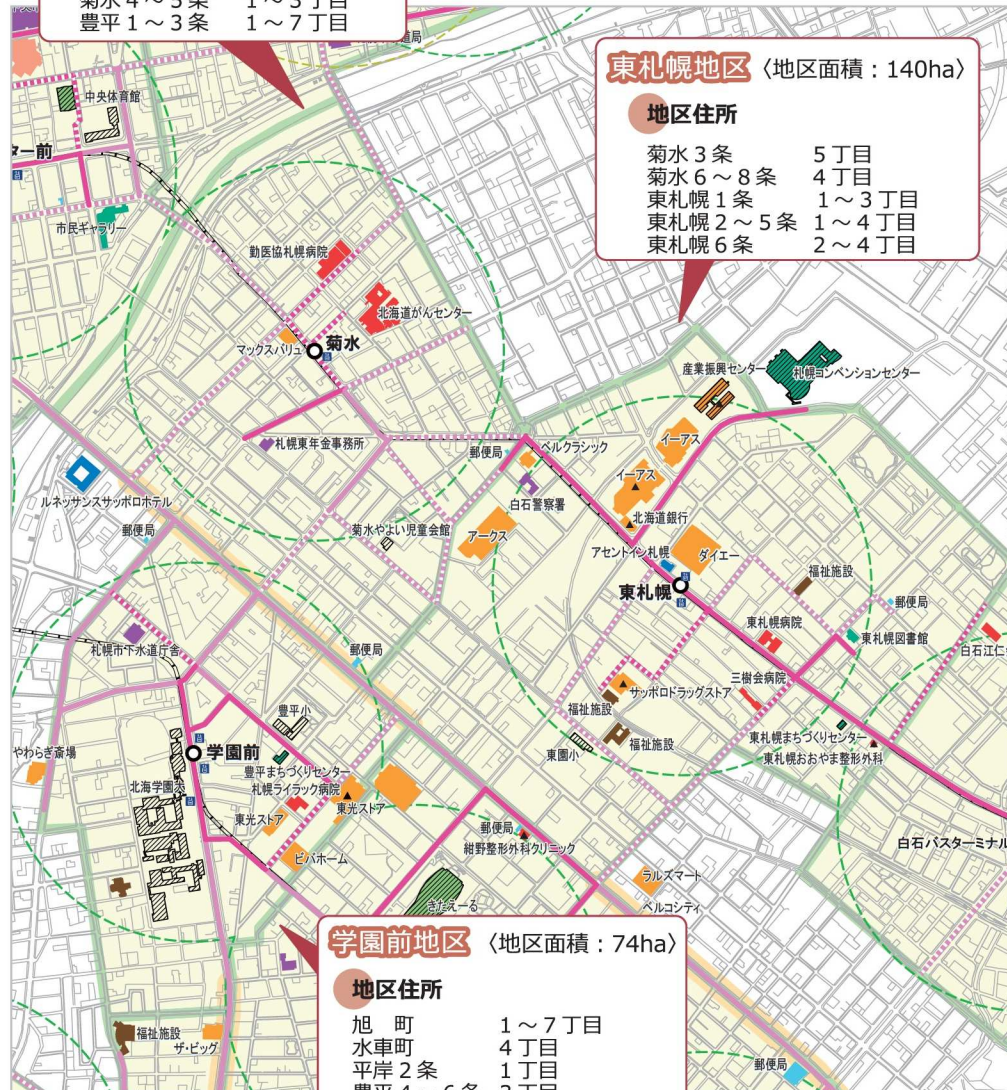 菊水4～5条 1～3丁目
豊平1～3条 1～7丁目
局
中央体育館
ター前
市民ギャラリー
東札幌地区〈地区面積：140ha〉
地区住所
菊水3条 5丁目
菊水6～8条 4丁目
東札幌1条 1～3丁目
東札幌2～5条 1～4丁目
東札幌6条 2～4丁目
勤医協札幌病院
北海道がんセンター
マックスバリュ
菊水
産業振興センター
札幌コンベンションセンター
札幌東年金事務所
郵便局
ベルクラシック
イーアス
イーアス
白石警察署
ルネッサンスサッポロホテル
郵便局
菊水やよい児童会館
アークス
北海道銀行
アセントイン札幌
ダイエー
東札幌
福祉施設
郵便局
東札幌病院
東札幌図書館
白石江仁
札幌市下水道庁舎
郵便局
三樹会病院
サッポロドラッグストア
福祉施設
福祉施設
東園小
東札幌まちづくりセンター
東札幌おおやま整形外科
豊平小
学園前
やわらぎ斎場
豊平まちづくりセンター
札幌ライラック病院
北海学園大
東光ストア
東光ストア
ビバホーム
郵便局
紺野整形外科クリニック
白石バスターミナル
ラルズマート
ベルコシティ
きたえーる
学園前地区〈地区面積：74ha〉
地区住所
旭 町 1～7丁目
水車町 4丁目
平岸2条 1丁目
豊平4～6条 3丁目
福祉施設
ザ・ビッグ
郵便局